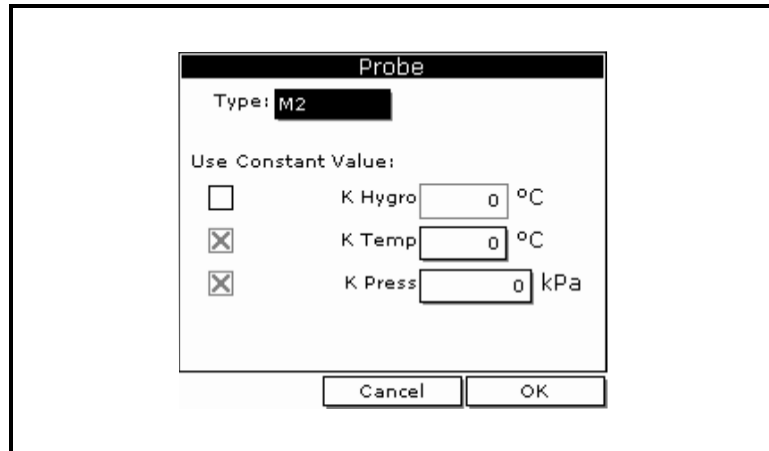 Probe
Type: M2
Use Constant Value:
K Hygro 0 °C
K Temp 0 °C
K Press 0 kPa
Cancel OK